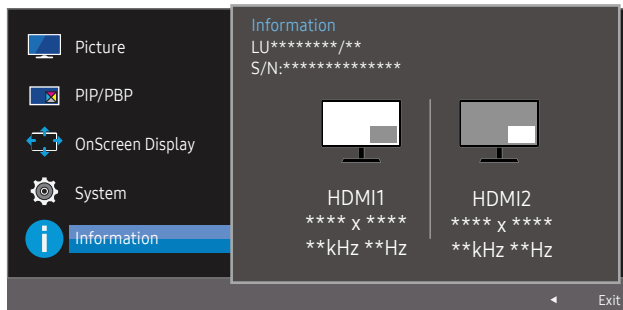 Picture
PIP/PBP
OnScreen Display
System
Information
Information
LU********/**
S/N:**************
HDMI1
**** x ****
**kHz **Hz
HDMI2
**** x ****
**kHz **Hz
Exit